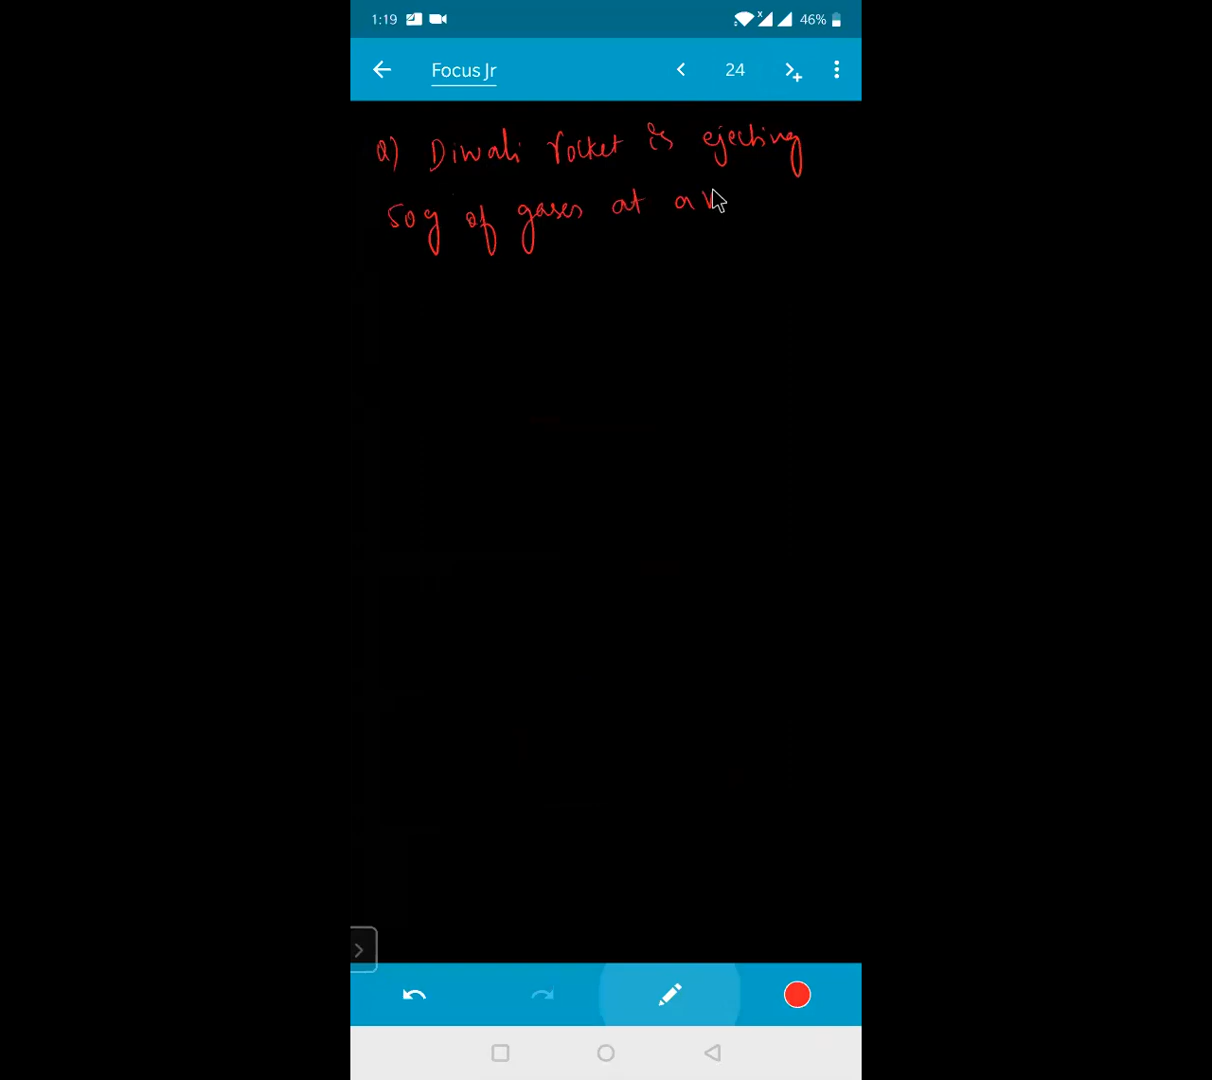 1:19 46%
Focus Jr 24
Q) Diwali rocket is ejecting
50g of gases at a